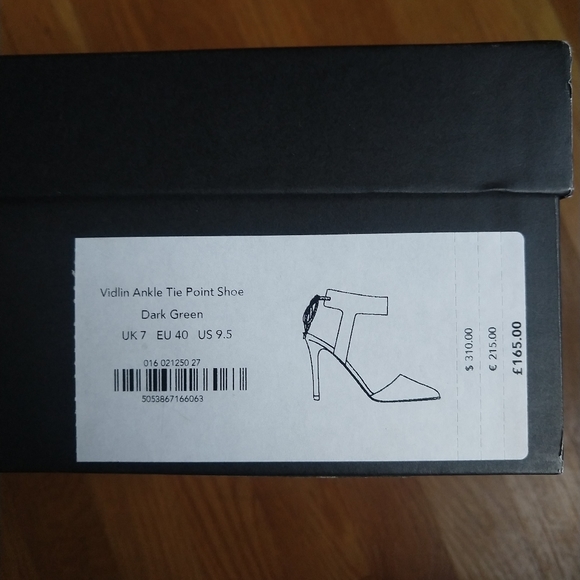 Vidlin Ankle Tie Point Shoe
Dark Green
UK 7 EU 40 US 9.5
016 021250 27
5053867166063
$ 310.00
€ 215.00
£165.00